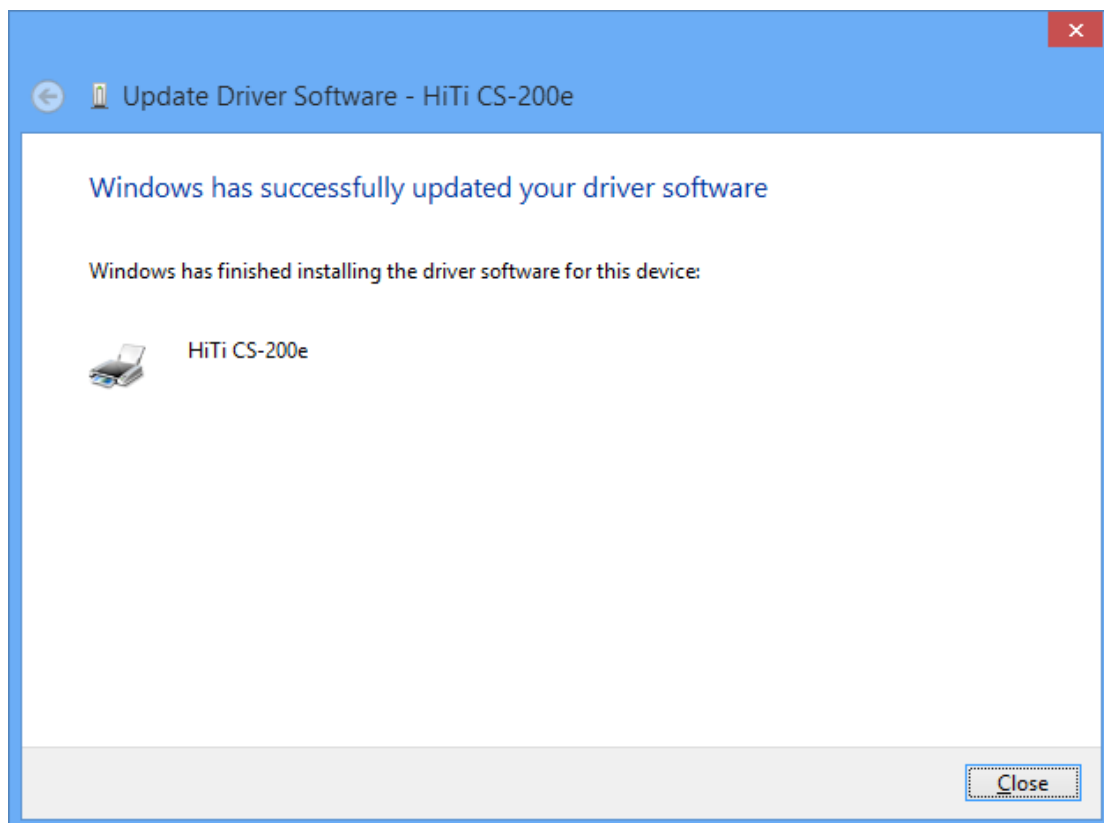 Update Driver Software - HiTi CS-200e
Windows has successfully updated your driver software
Windows has finished installing the driver software for this device:
HiTi CS-200e
Close